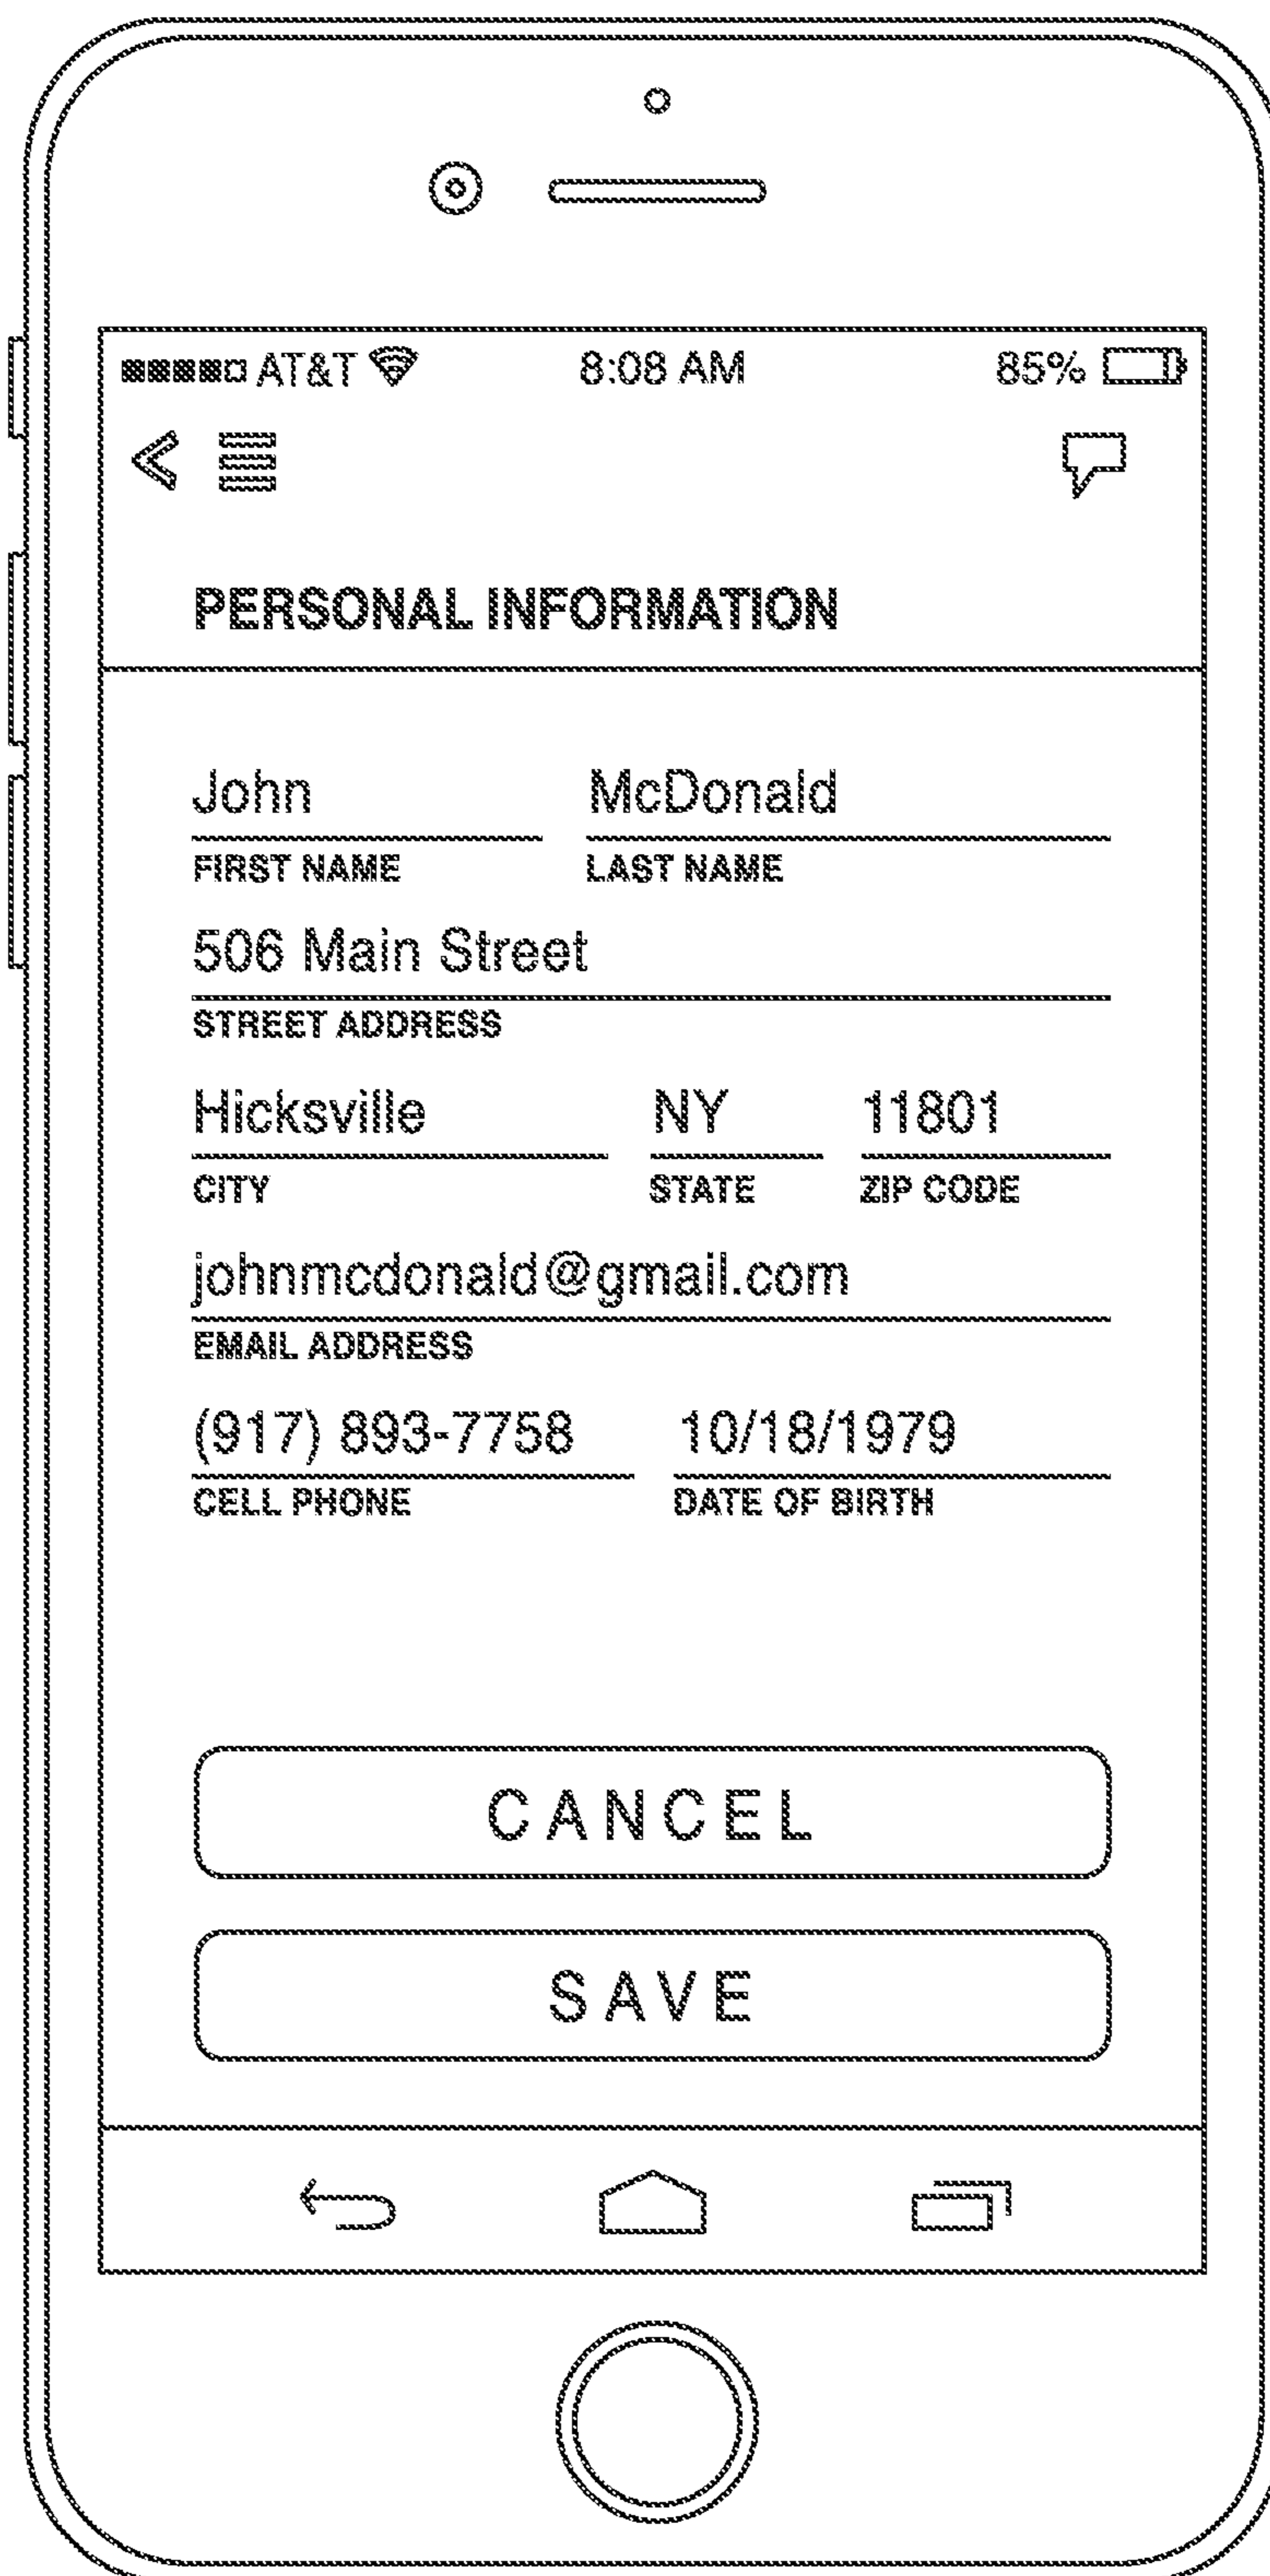 AT&T 8:08 AM 85%
PERSONAL INFORMATION
John McDonald
FIRST NAME LAST NAME
506 Main Street
STREET ADDRESS
Hicksville NY 11801
CITY STATE ZIP CODE
johnmcdonald@gmail.com
EMAIL ADDRESS
(917) 893-7758 10/18/1979
CELL PHONE DATE OF BIRTH
CANCEL
SAVE